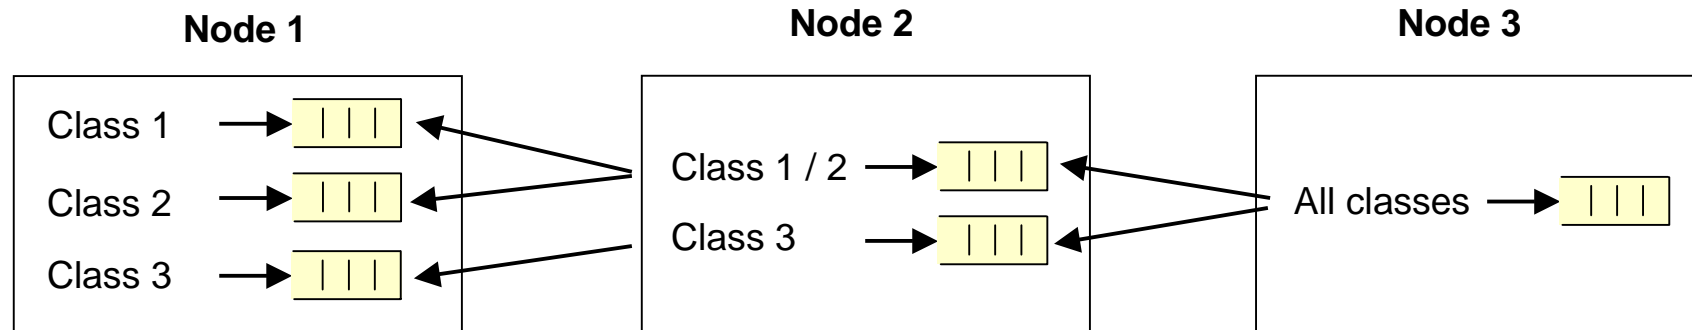 Node 1
Node 2
Node 3
Class 1
Class 2
Class 3
Class 1 / 2
Class 3
All classes